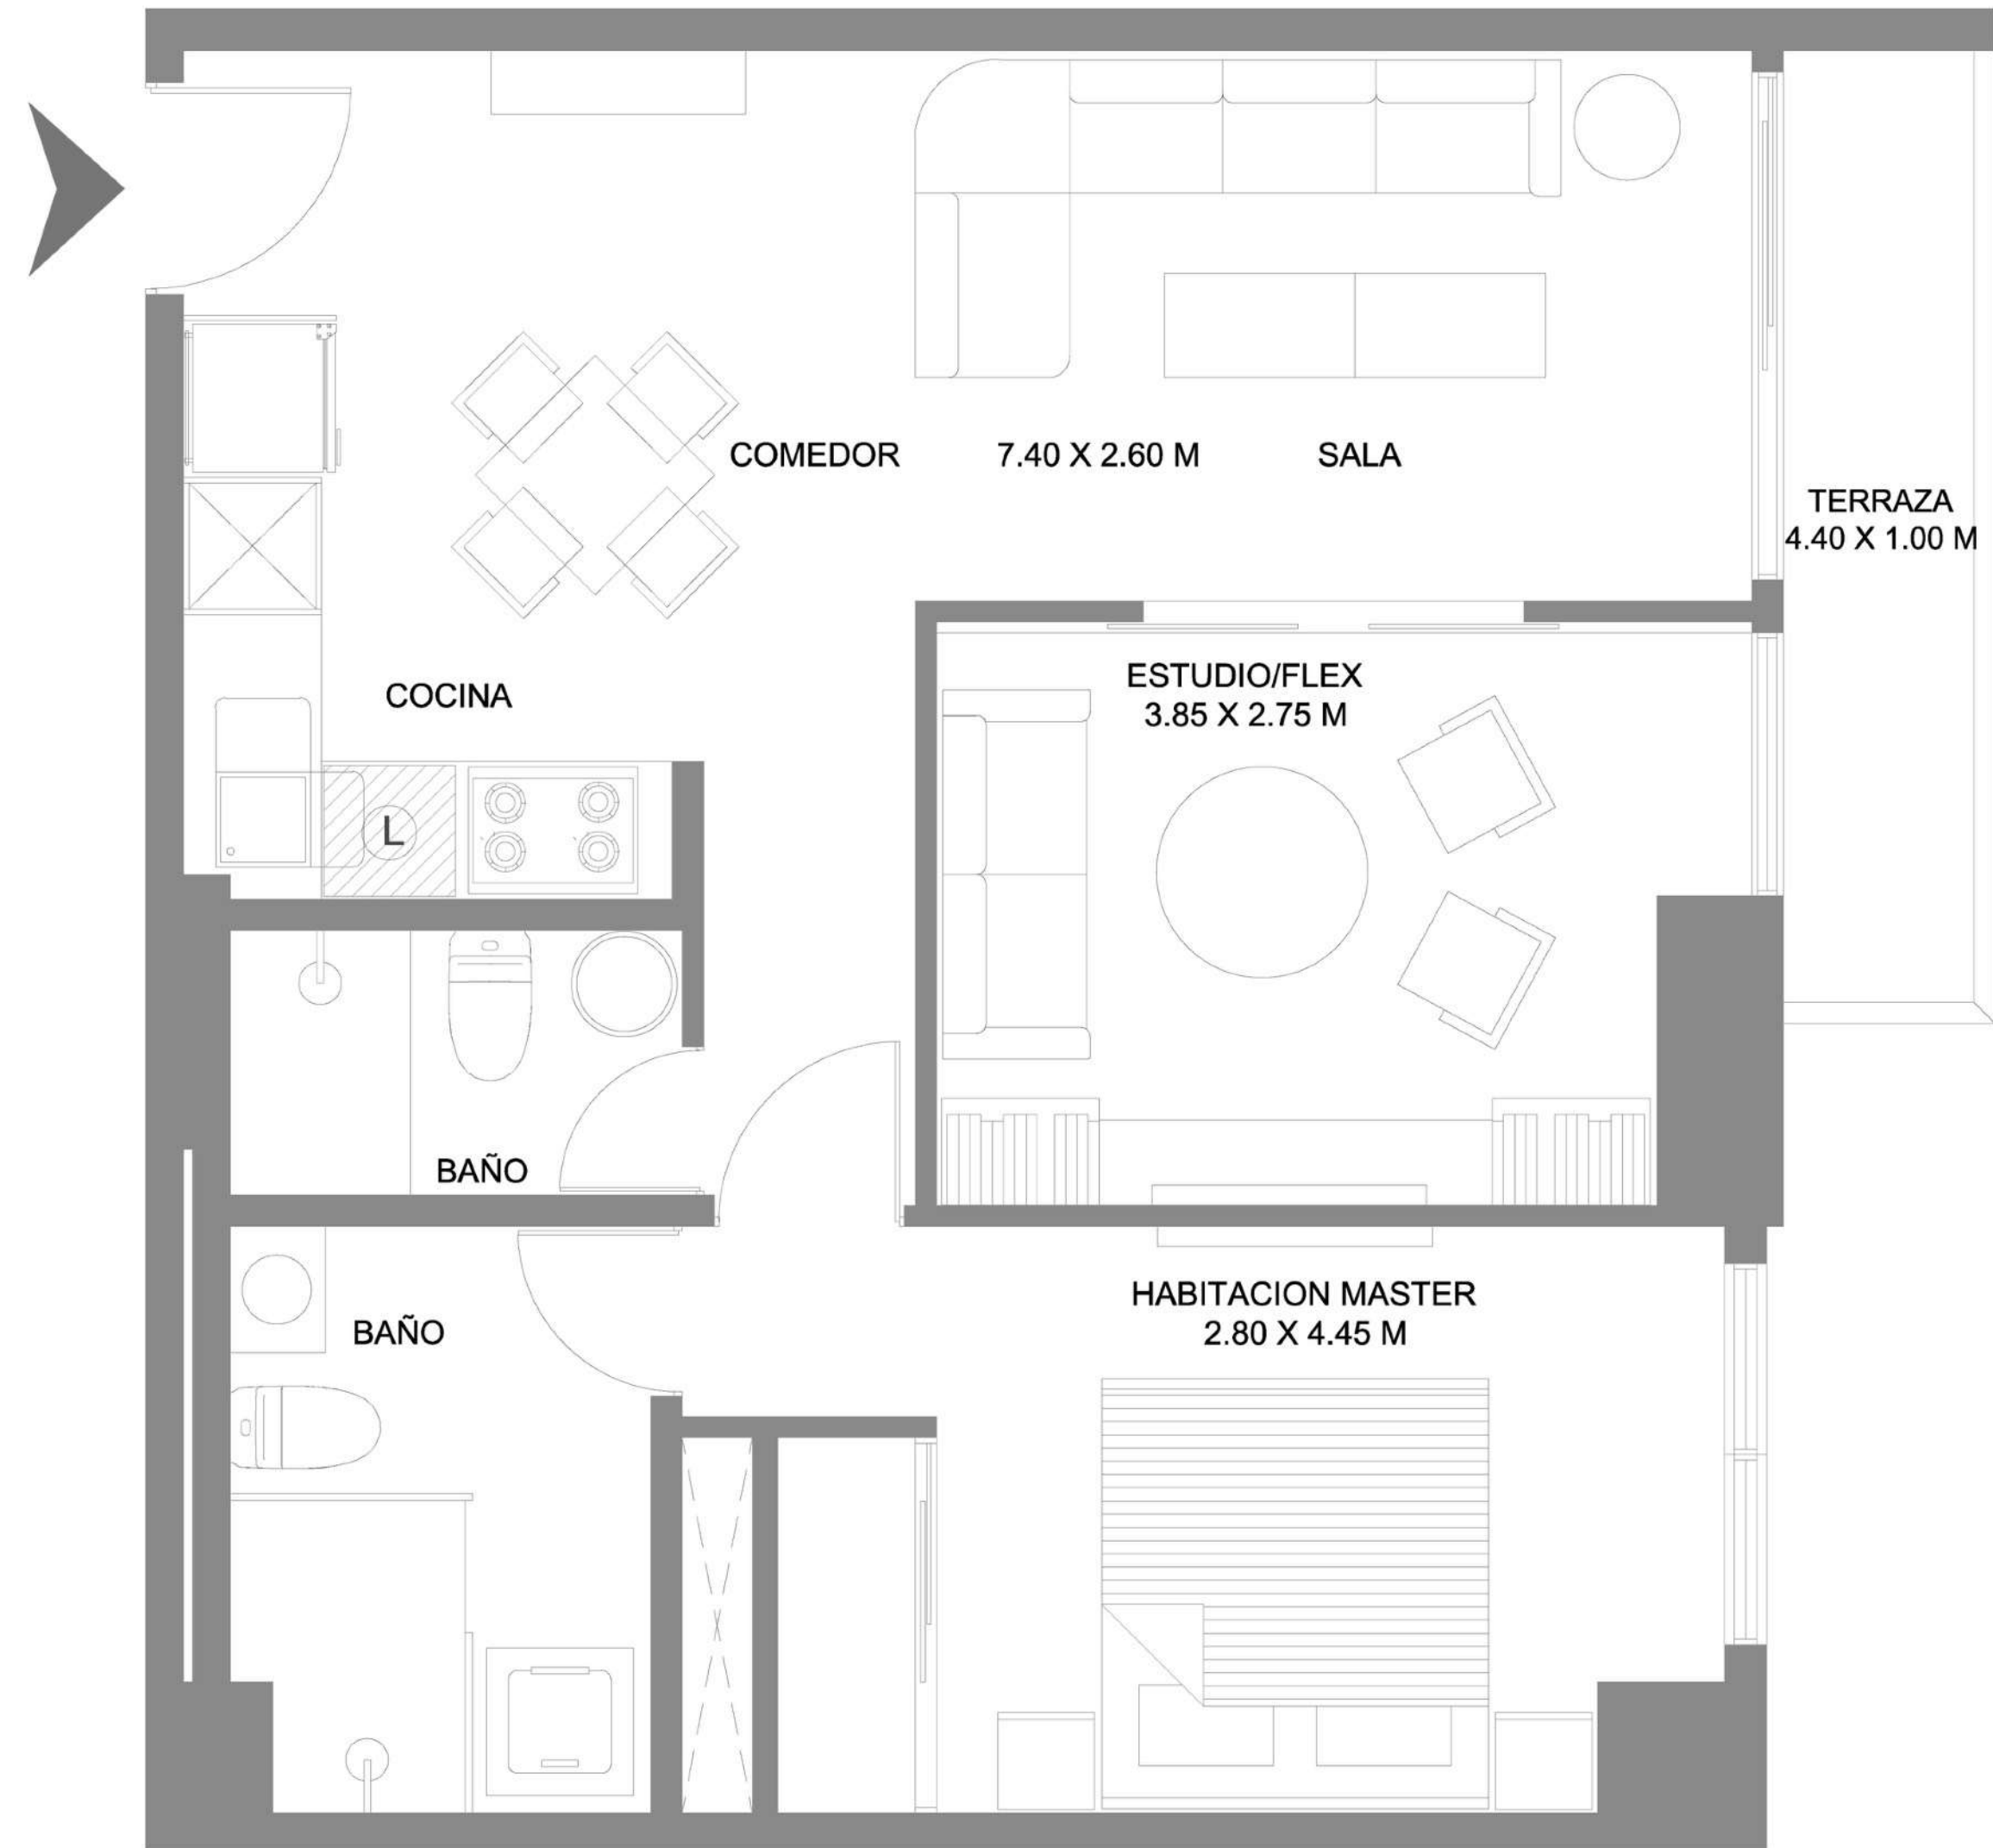 COMEDOR 7.40 X 2.60 M SALA
TERRAZA
4.40 X 1.00 M
ESTUDIO/FLEX
3.85 X 2.75 M
COCINA
L
BAÑO
HABITACION MASTER
2.80 X 4.45 M
BAÑO